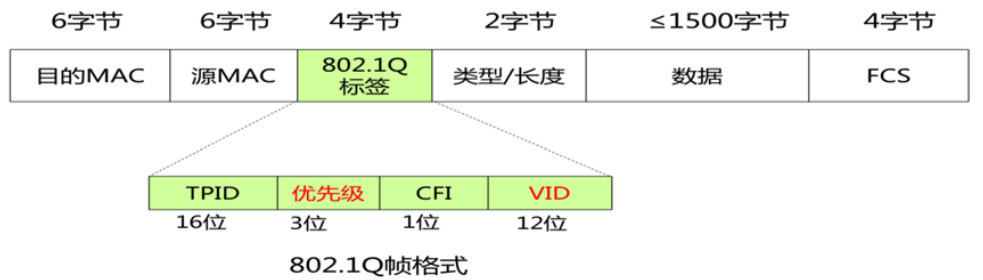 6字节 6字节 4字节 2字节 ≤1500字节 4字节
目的MAC 源MAC 802.1Q 标签 类型/长度 数据 FCS
TPID 优先级 CFI VID
16位 3位 1位 12位
802.1Q帧格式